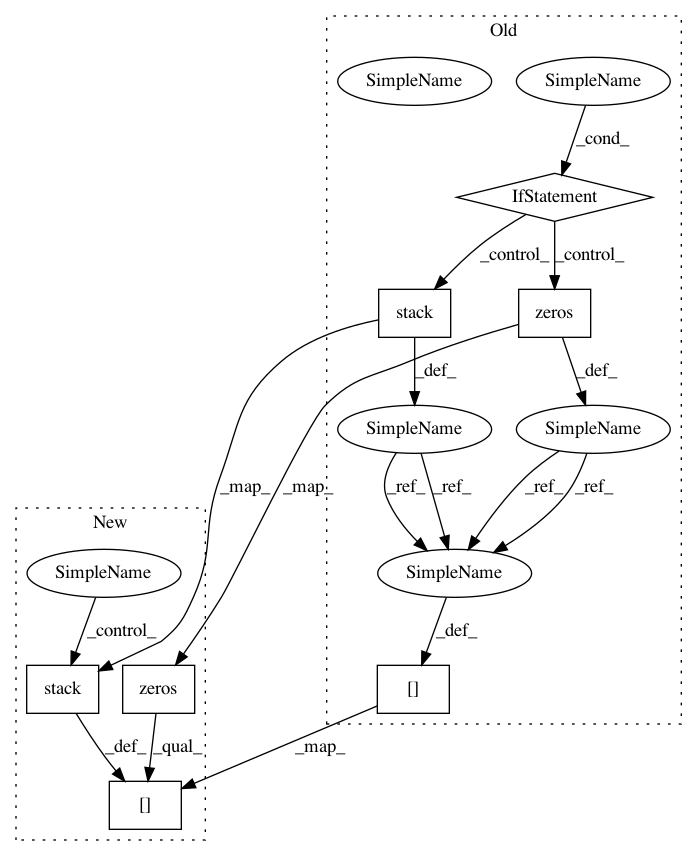 Old
SimpleName SimpleName
_cond_
IfStatement
_control_ _control_
stack zeros
_def_ _def_
SimpleName SimpleName
_map_ _map_ _ref_ _ref_ _ref_ _ref_
New
SimpleName SimpleName
_control_ _def_
stack zeros []
_def_ _qual_ _map_
[]